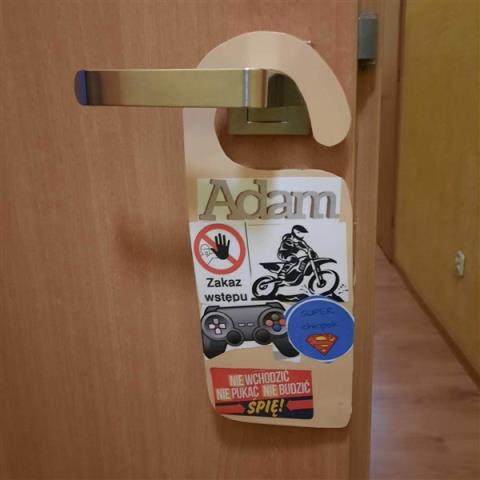 Adam
Zakaz
wstępu
SUPER
chłopak
NIE WCHODZIĆ
NIE PUKAĆ NIE BUDZIĆ
ŚPIĘ!